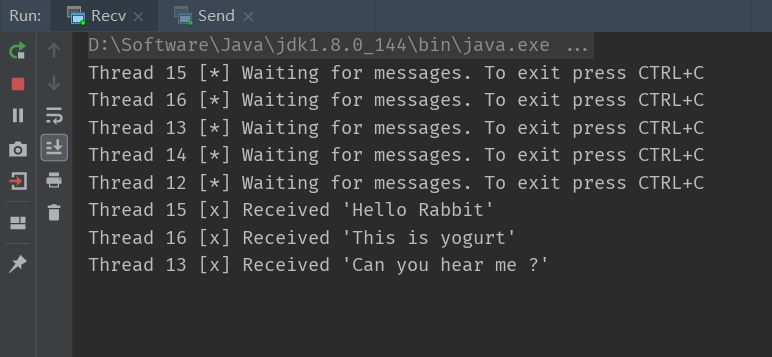 Run: Recv × Send ×
D:\Software\Java\jdk1.8.0_144\bin\java.exe ...
Thread 15 [*] Waiting for messages. To exit press CTRL+C
Thread 16 [*] Waiting for messages. To exit press CTRL+C
Thread 13 [*] Waiting for messages. To exit press CTRL+C
Thread 14 [*] Waiting for messages. To exit press CTRL+C
Thread 12 [*] Waiting for messages. To exit press CTRL+C
Thread 15 [x] Received 'Hello Rabbit'
Thread 16 [x] Received 'This is yogurt'
Thread 13 [x] Received 'Can you hear me ?'